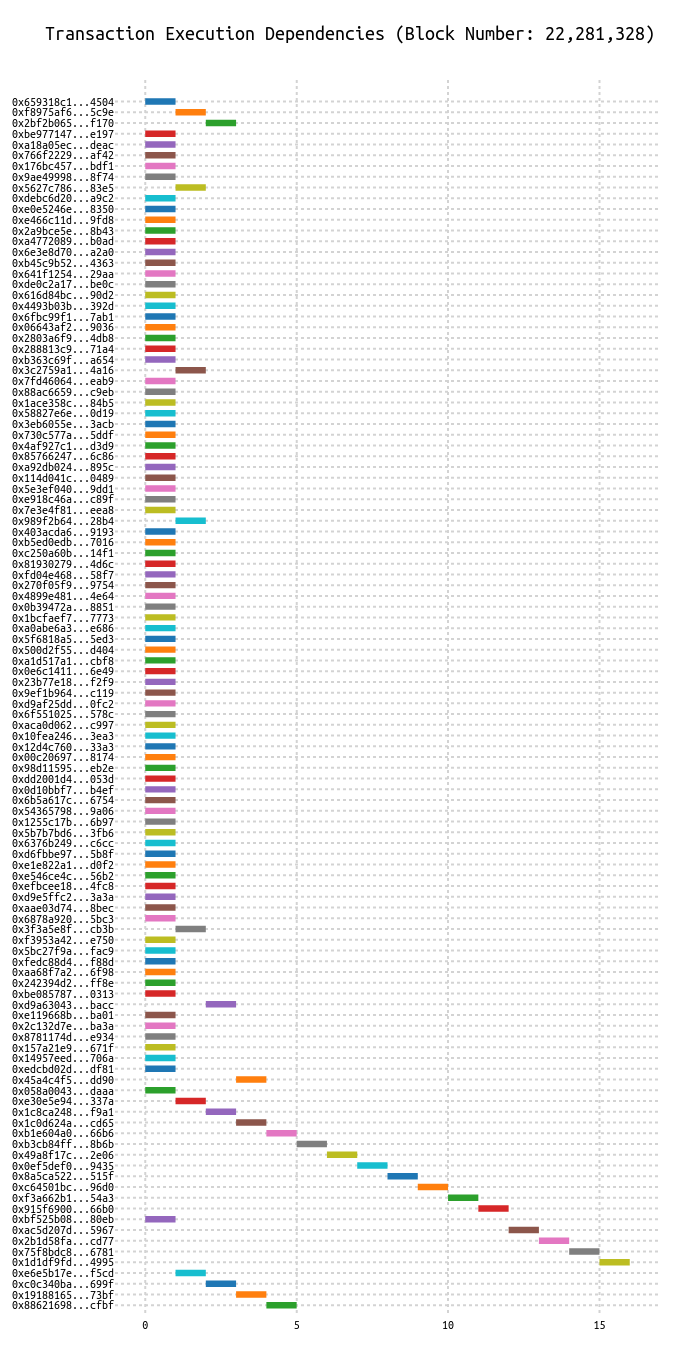 Transaction Execution Dependencies (Block Number: 22,281,328)
0x659318c1...4504
0xf8975af6...5c9e
0x2bf2b065...f170
0xbe977147...e197
0xa18a05ec...deac
0x766f2229...af42
0x176bc457...bdf1
0x9ae49998...8f74
0x5627c786...83e5
0xdebc6d20...a9c2
0xe0e5246e...8350
0xe466c11d...9fd8
0x2a9bce5e...8b43
0xa4772089...b0ad
0x6e3e8d70...a2a0
0xb45c9b52...4363
0x641f1254...29aa
0xde0c2a17...be0c
0x616d84bc...90d2
0x4493b03b...392d
0x6fbc99f1...7ab1
0x06643af2...9036
0x2803a6f9...4db8
0x288813c9...71a4
0xb363c69f...a654
0x3c2759a1...4a16
0x7fd46064...eab9
0x88ac6659...c9eb
0x1ace358c...84b5
0x58827e6e...0d19
0x3eb6055e...3acb
0x730c577a...5ddf
0x4af927c1...d3d9
0x85766247...6c86
0xa92db024...895c
0x114d041c...0489
0x5e3ef040...9dd1
0xe918c46a...c89f
0x7e3e4f81...eea8
0x989f2b64...28b4
0x403acda6...9193
0xb5ed0edb...7016
0xc250a60b...14f1
0x81930279...4d6c
0xfd04e468...58f7
0x270f05f9...9754
0x4899e481...4e64
0x0b39472a...8851
0x1bcfaef7...7773
0xa0abe6a3...e686
0x5f6818a5...5ed3
0x500d2f55...d404
0xa1d517a1...cbf8
0x0e6c1411...6e49
0x23b77e18...f2f9
0x9ef1b964...c119
0xd9af25dd...0fc2
0x6f551025...578c
0xaca0d062...c997
0x10fea246...3ea3
0x12d4c760...33a3
0x00c20697...8174
0x98d11595...eb2e
0xdd2001d4...053d
0x0d10bbf7...b4ef
0x6b5a617c...6754
0x54365798...9a06
0x1255c17b...6b97
0x5b7b7bd6...3fb6
0x6376b249...c6cc
0xd6fbbe97...5b8f
0xe1e822a1...d0f2
0xe546ce4c...56b2
0xefbcee18...4fc8
0xd9e5ffc2...3a3a
0xaae03d74...8bec
0x6878a920...5bc3
0x3f3a5e8f...cb3b
0xf3953a42...e750
0x5bc27f9a...fac9
0xfedc88d4...f88d
0xaa68f7a2...6f98
0x242394d2...ff8e
0xbe085787...0313
0xd9a63043...bacc
0xe119668b...ba01
0x2c132d7e...ba3a
0x8781174d...e934
0x157a21e9...671f
0x14957eed...706a
0xedcbd02d...df81
0x45a4c4f5...dd90
0x058a0043...daaa
0xe30e5e94...337a
0x1c8ca248...f9a1
0x1c0d624a...cd65
0xb1e604a0...66b6
0xb3cb84ff...8b6b
0x49a8f17c...2e06
0x0ef5def0...9435
0x8a5ca522...515f
0xc64501bc...96d0
0xf3a662b1...54a3
0x915f6900...66b0
0xbf525b08...80eb
0xac5d207d...5967
0x2b1d58fa...cd77
0x75f8bdc8...6781
0x1d1df9fd...4995
0xe6e5b17e...f5cd
0xc0c340ba...699f
0x19188165...73bf
0x88621698...cfbf
0 5 10 15